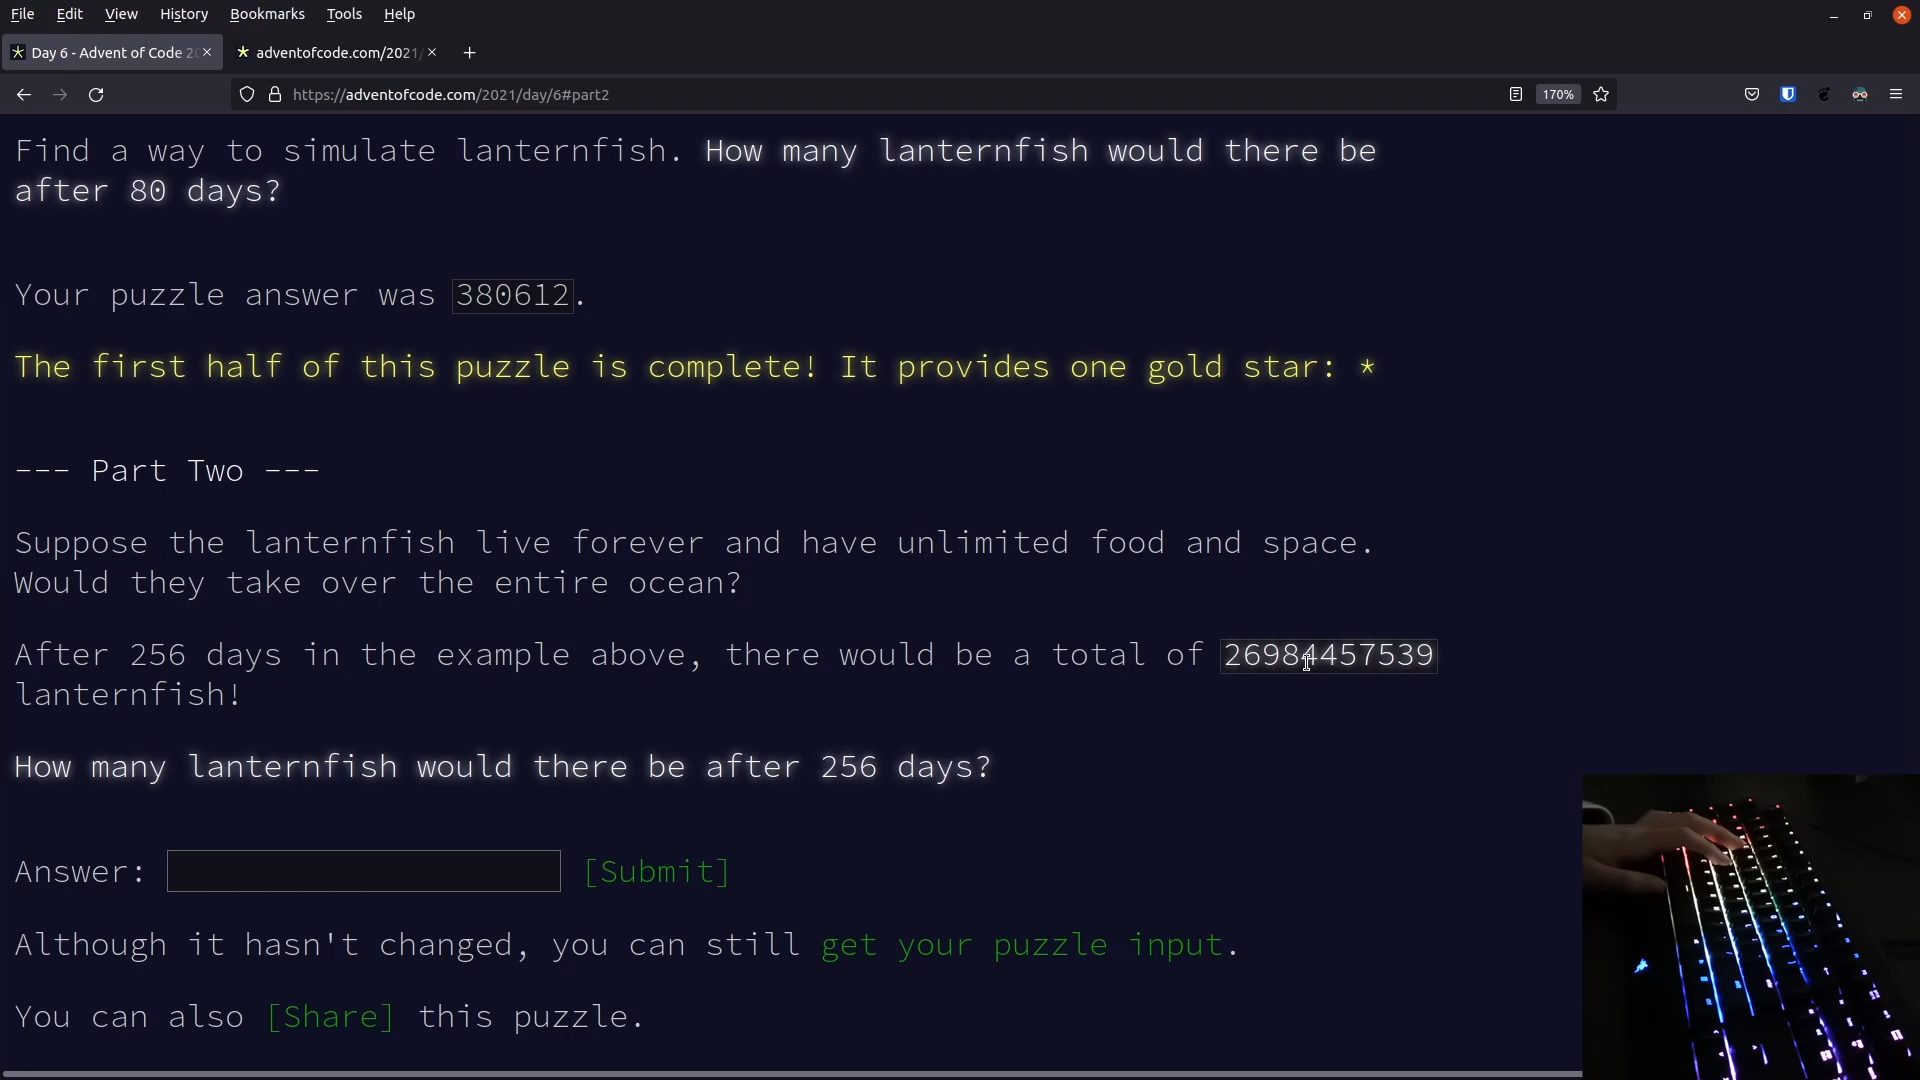 File Edit View History Bookmarks Tools Help
Day 6 - Advent of Code 20
adventofcode.com/2021/
https://adventofcode.com/2021/day/6#part2
170%
Find a way to simulate lanternfish. How many lanternfish would there be
after 80 days?
Your puzzle answer was 380612.
The first half of this puzzle is complete! It provides one gold star: *
--- Part Two ---
Suppose the lanternfish live forever and have unlimited food and space.
Would they take over the entire ocean?
After 256 days in the example above, there would be a total of 26984457539
lanternfish!
How many lanternfish would there be after 256 days?
Answer: [Submit]
Although it hasn't changed, you can still get your puzzle input.
You can also [Share] this puzzle.